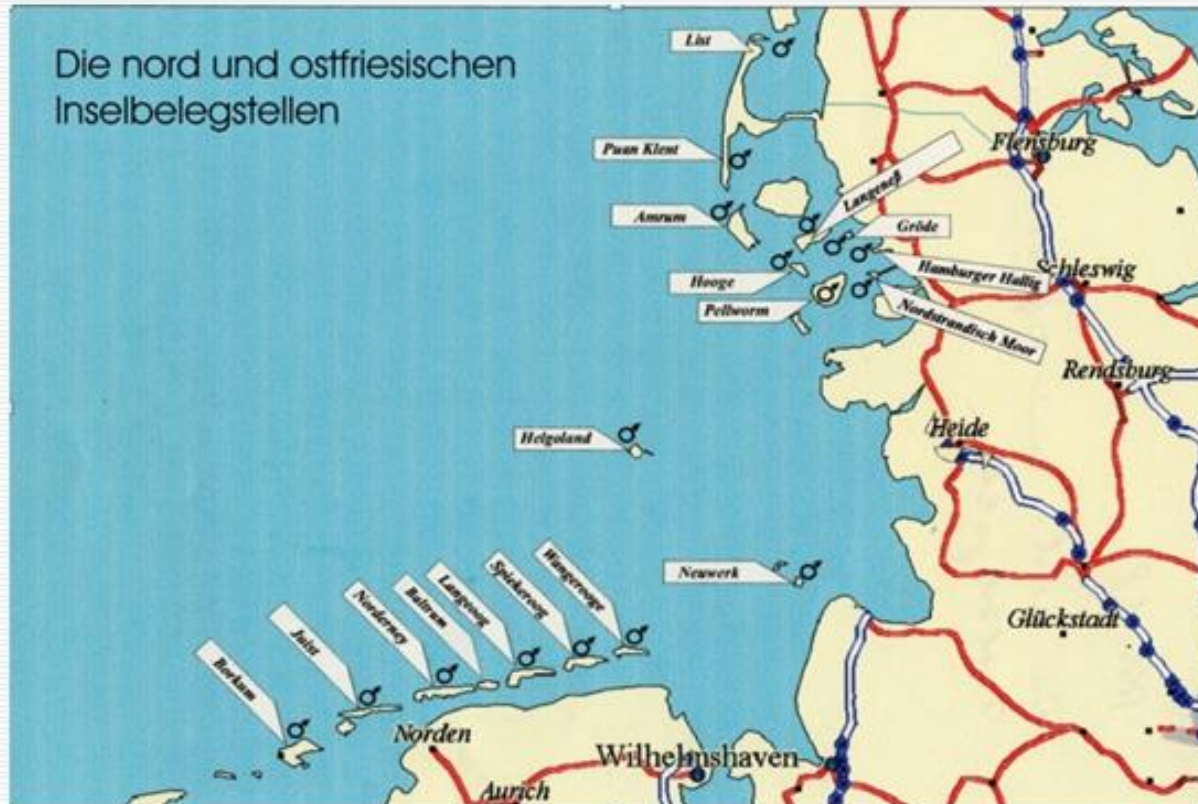 Die nord und ostfriesischen
Inselbelegstellen
List
Puan Klent
Flensburg
Langeneß
Amrum
Gröde
Hooge
Hamburger Hallig
Schleswig
Pellworm
Nordstrandisch Moor
Rendsburg
Helgoland
Heide
Neuwerk
Wangerooge
Spiekeroog
Langeoog
Baltrum
Norderney
Juist
Borkum
Glückstadt
Norden
Wilhelmshaven
Aurich